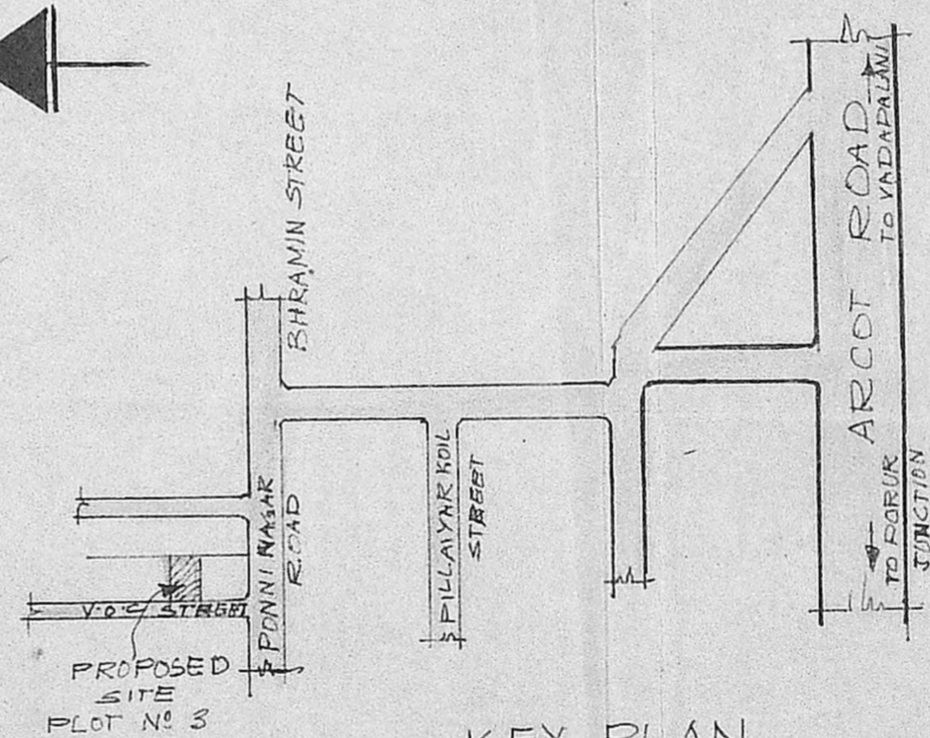 BHRAMIN STREET
ARCOT ROAD
TO VADAPALANI
TO PORUR
JUNCTION
PILLAIYAR KOIL
STREET
PONNI NAGAR
ROAD
V.O.C STREET
PROPOSED
SITE
PLOT Nº 3
KEY PLAN